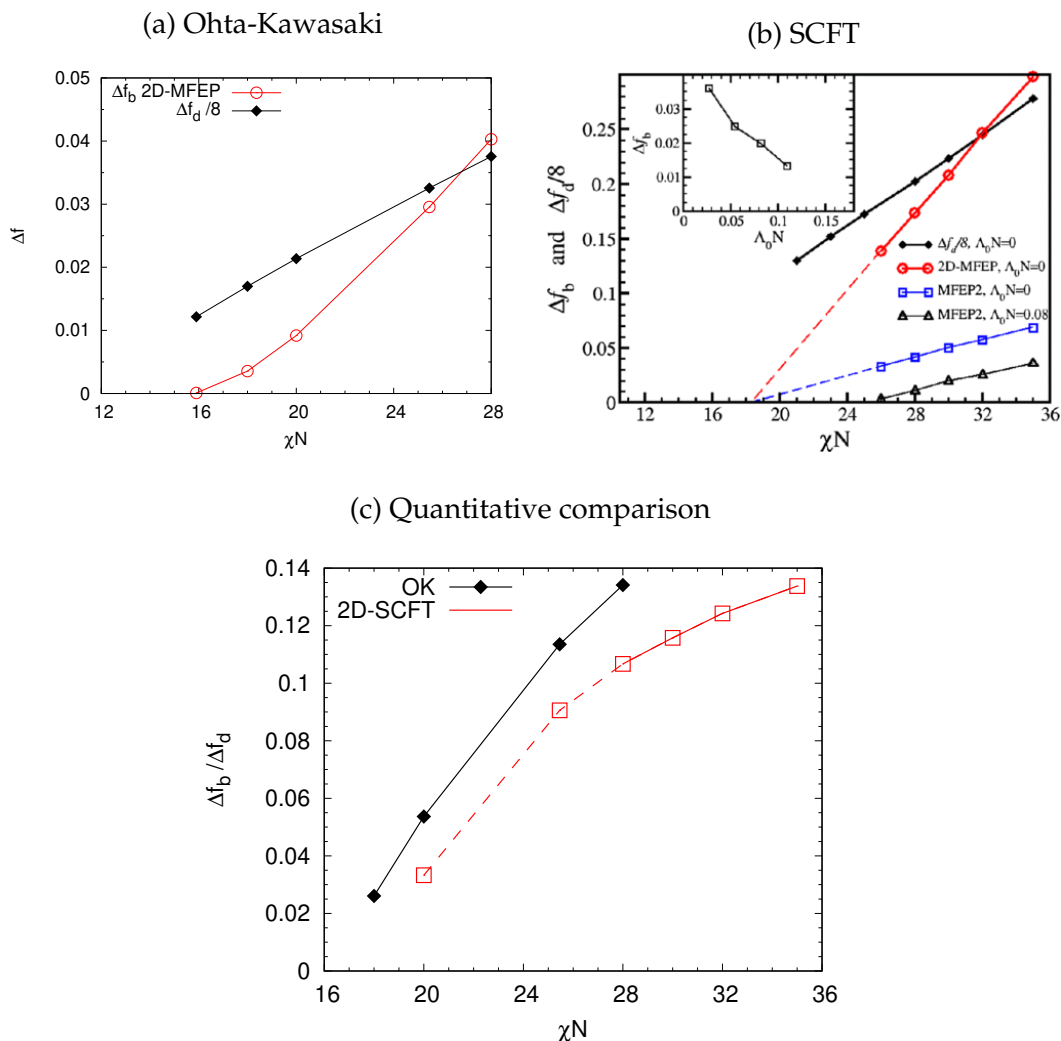 (a) Ohta-Kawasaki
0.05
0.04
0.03
0.02
0.01
0
Δf
Δf_b 2D-MFEP
Δf_d /8
12
16
20
24
28
χN
(b) SCFT
0.25
0.2
0.15
0.1
0.05
0
Δf_b and Δf_d/8
0.03
0.02
0.01
0
Δf_b
0
0.05
0.1
0.15
Λ₀N
Δf_d/8, Λ₀N=0
2D-MFEP, Λ₀N=0
MFEP2, Λ₀N=0
MFEP2, Λ₀N=0.08
12
16
20
24
28
32
36
χN
(c) Quantitative comparison
0.14
0.12
0.1
0.08
0.06
0.04
0.02
0
Δf_b/Δf_d
OK
2D-SCFT
16
20
24
28
32
36
χN